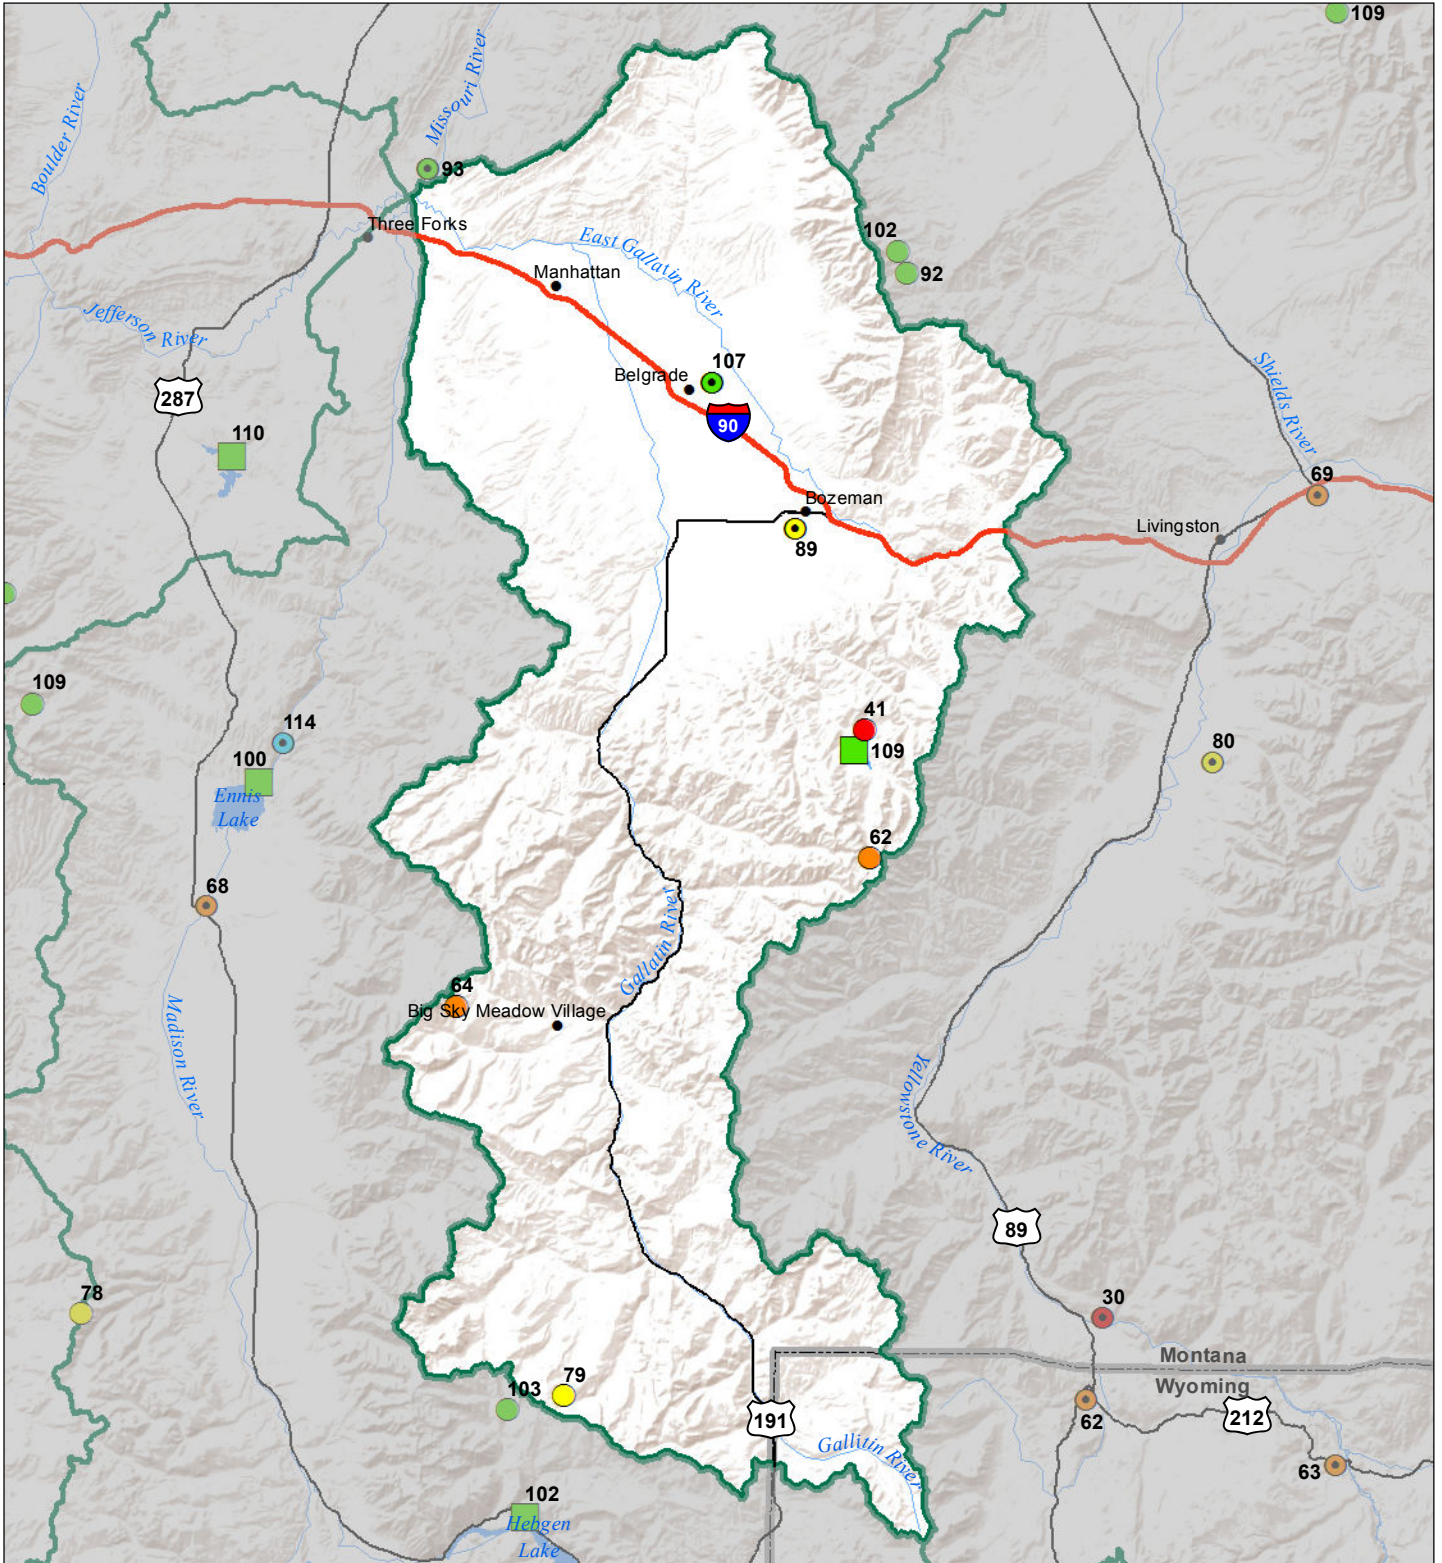 109
Missouri River
Boulder River
93
Three Forks
102
East Gallatin River
92
Manhattan
Jefferson River
107
Belgrade
Shields River
287
90
110
69
Bozeman
Livingston
89
109
41
114
109
80
100
Ennis
Lake
62
68
Gallatin River
64
Big Sky Meadow Village
Madison River
Yellowstone River
89
78
30
Montana
Wyoming
79
103
62
191
212
Gallitin River
63
102
Hebgen
Lake